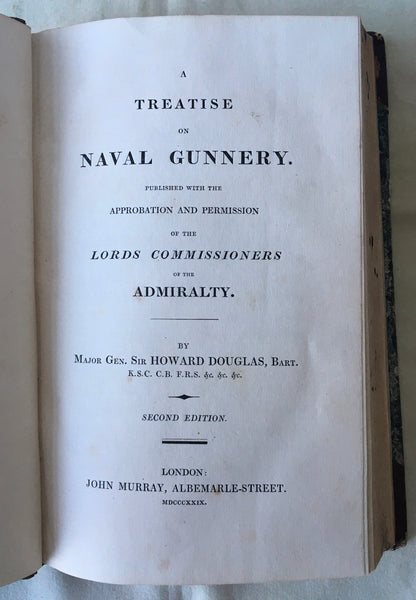 A
TREATISE
ON
NAVAL GUNNERY.
PUBLISHED WITH THE
APPROBATION AND PERMISSION
OF THE
LORDS COMMISSIONERS
OF THE
ADMIRALTY.
BY
MAJOR GEN. SIR HOWARD DOUGLAS, BART.
K.S.C. C.B. F.R.S. &c. &c. &c.
SECOND EDITION.
LONDON:
JOHN MURRAY, ALBEMARLE-STREET.
MDCCCXXIX.